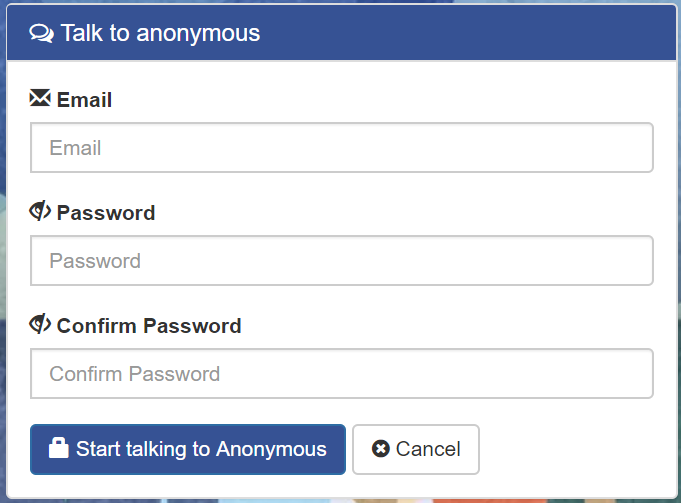 Talk to anonymous
Email
Email
Password
Password
Confirm Password
Confirm Password
Start talking to Anonymous Cancel